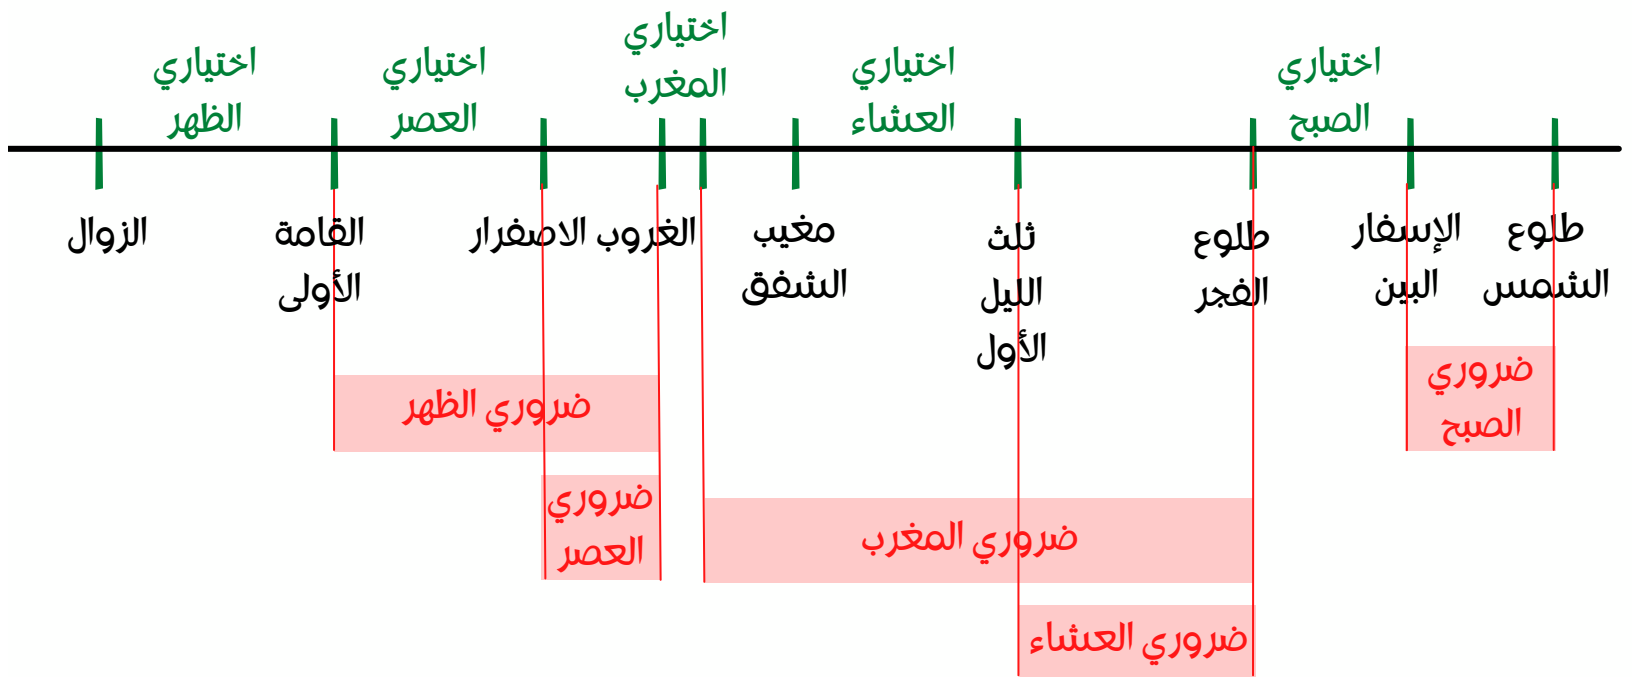 اختياري
الظهر
اختياري
العصر
اختياري
المغرب
اختياري
العشاء
اختياري
الصبح
الزوال
القامة
الأولى
الاصفرار
الغروب
مغيب
الشفق
ثلث
الليل
الأول
طلوع
الفجر
الإسفار
البين
طلوع
الشمس
ضروري الظهر
ضروري
العصر
ضروري المغرب
ضروري العشاء
ضروري
الصبح